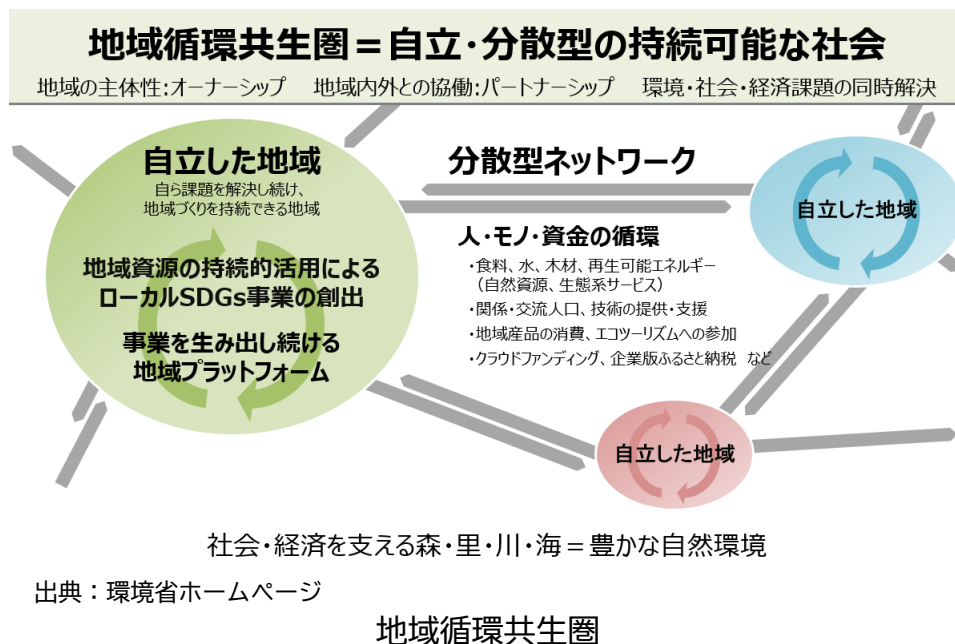 地域循環共生圏＝自立・分散型の持続可能な社会
地域の主体性：オーナーシップ　地域内外との協働：パートナーシップ　環境・社会・経済課題の同時解決
自立した地域
自ら課題を解決し続け、
地域づくりを持続できる地域
地域資源の持続的活用による
ローカルSDGs事業の創出
事業を生み出し続ける
地域プラットフォーム
分散型ネットワーク
人・モノ・資金の循環
・食料、水、木材、再生可能エネルギー
（自然資源、生態系サービス）
・関係・交流人口、技術の提供・支援
・地域産品の消費、エコツーリズムへの参加
・クラウドファンディング、企業版ふるさと納税　など
自立した地域
自立した地域
社会・経済を支える森・里・川・海＝豊かな自然環境
出典：環境省ホームページ
地域循環共生圏